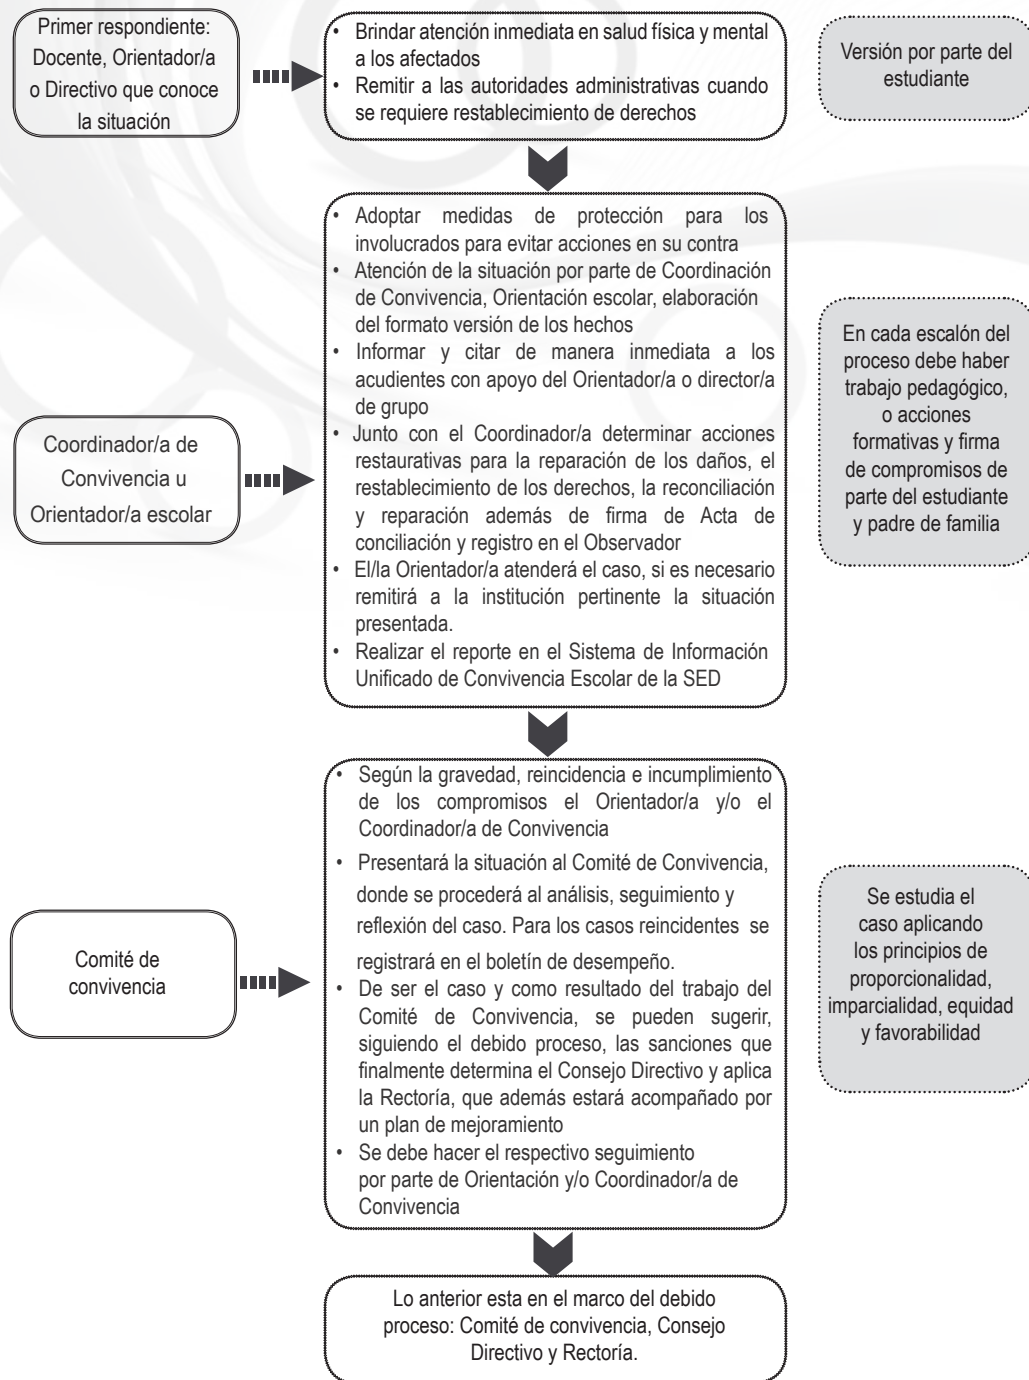 Primer respondiente:
Docente, Orientador/a
o Directivo que conoce
la situación
• Brindar atención inmediata en salud física y mental
a los afectados
• Remitir a las autoridades administrativas cuando
se requiere restablecimiento de derechos
Versión por parte del
estudiante
Coordinador/a de
Convivencia u
Orientador/a escolar
• Adoptar medidas de protección para los
involucrados para evitar acciones en su contra
• Atención de la situación por parte de Coordinación
de Convivencia, Orientación escolar, elaboración
del formato versión de los hechos
• Informar y citar de manera inmediata a los
acudientes con apoyo del Orientador/a o director/a
de grupo
• Junto con el Coordinador/a determinar acciones
restaurativas para la reparación de los daños, el
restablecimiento de los derechos, la reconciliación
y reparación además de firma de Acta de
conciliación y registro en el Observador
• El/la Orientador/a atenderá el caso, si es necesario
remitirá a la institución pertinente la situación
presentada.
• Realizar el reporte en el Sistema de Información
Unificado de Convivencia Escolar de la SED
En cada escalón del
proceso debe haber
trabajo pedagógico,
o acciones
formativas y firma
de compromisos de
parte del estudiante
y padre de familia
Comité de
convivencia
• Según la gravedad, reincidencia e incumplimiento
de los compromisos el Orientador/a y/o el
Coordinador/a de Convivencia
• Presentará la situación al Comité de Convivencia,
donde se procederá al análisis, seguimiento y
reflexión del caso. Para los casos reincidentes se
registrará en el boletín de desempeño.
• De ser el caso y como resultado del trabajo del
Comité de Convivencia, se pueden sugerir,
siguiendo el debido proceso, las sanciones que
finalmente determina el Consejo Directivo y aplica
la Rectoría, que además estará acompañado por
un plan de mejoramiento
• Se debe hacer el respectivo seguimiento
por parte de Orientación y/o Coordinador/a de
Convivencia
Se estudia el
caso aplicando
los principios de
proporcionalidad,
imparcialidad, equidad
y favorabilidad
Lo anterior esta en el marco del debido
proceso: Comité de convivencia, Consejo
Directivo y Rectoría.